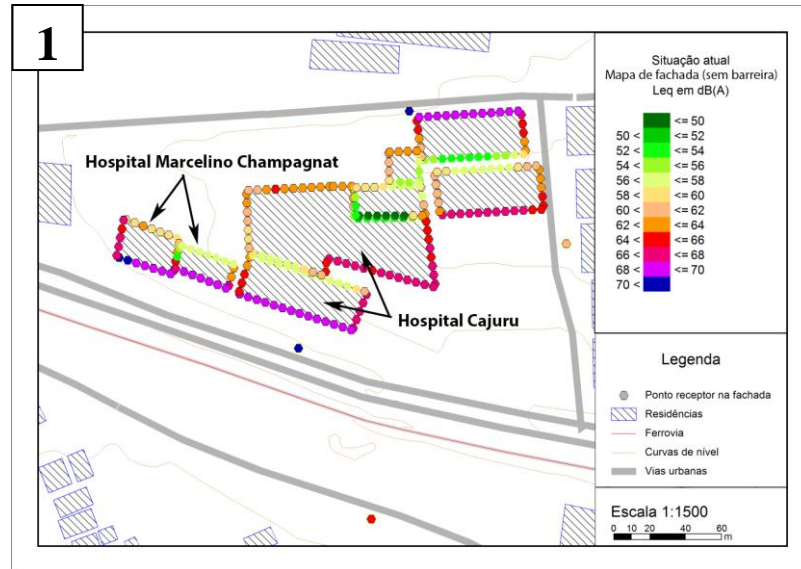 1
Hospital Marcelino Champagnat
Hospital Cajuru
Situação atual
Mapa de fachada (sem barreira)
Leq em dB(A)
<= 50
50 < <= 52
52 < <= 54
54 < <= 56
56 < <= 58
58 < <= 60
60 < <= 62
62 < <= 64
64 < <= 66
66 < <= 68
68 < <= 70
70 <
Legenda
Ponto receptor na fachada
Residências
Ferrovia
Curvas de nível
Vias urbanas
Escala 1:1500
0 10 20 40 60
m